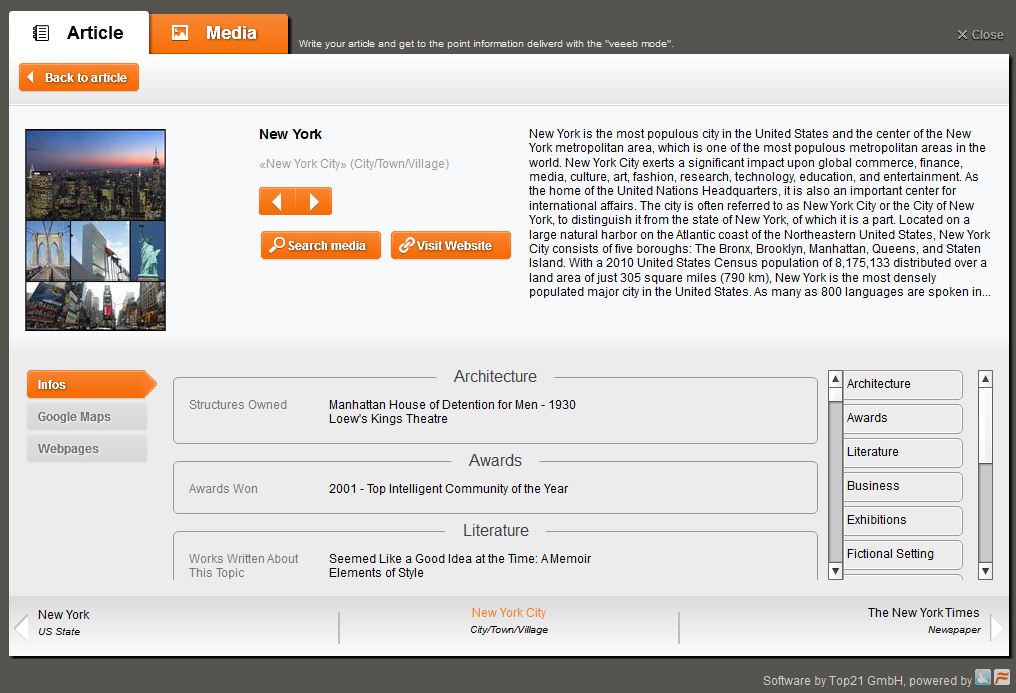 Article
Media
Write your article and get to the point information deliverd with the "veeeb mode".
Close
Back to article
New York
«New York City» (City/Town/Village)
Search media
Visit Website
New York is the most populous city in the United States and the center of the New
York metropolitan area, which is one of the most populous metropolitan areas in the
world. New York City exerts a significant impact upon global commerce, finance,
media, culture, art, fashion, research, technology, education, and entertainment. As
the home of the United Nations Headquarters, it is also an important center for
international affairs. The city is often referred to as New York City or the City of New
York, to distinguish it from the state of New York, of which it is a part. Located on a
large natural harbor on the Atlantic coast of the Northeastern United States, New York
City consists of five boroughs: The Bronx, Brooklyn, Manhattan, Queens, and Staten
Island. With a 2010 United States Census population of 8,175,133 distributed over a
land area of just 305 square miles (790 km), New York is the most densely
populated major city in the United States. As many as 800 languages are spoken in...
Infos
Google Maps
Webpages
Architecture
Structures Owned
Manhattan House of Detention for Men - 1930
Loew's Kings Theatre
Awards
Awards Won
2001 - Top Intelligent Community of the Year
Literature
Works Written About
This Topic
Seemed Like a Good Idea at the Time: A Memoir
Elements of Style
Architecture
Awards
Literature
Business
Exhibitions
Fictional Setting
New York
US State
New York City
City/Town/Village
The New York Times
Newspaper
Software by Top21 GmbH, powered by